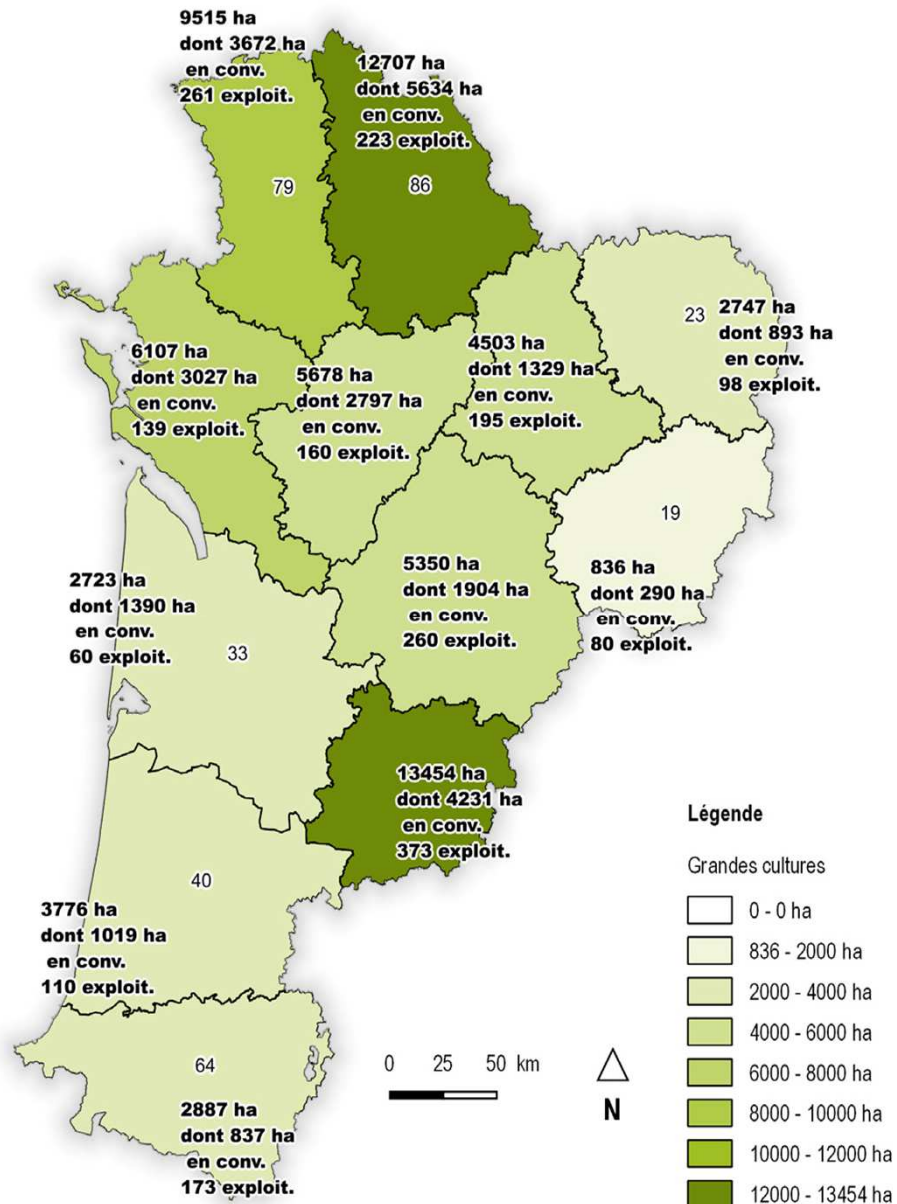 9515 ha
dont 3672 ha
en conv.
261 exploit.
12707 ha
dont 5634 ha
en conv.
223 exploit.
79
86
23
2747 ha
dont 893 ha
en conv.
98 exploit.
6107 ha
dont 3027 ha
en conv.
139 exploit.
5678 ha
dont 2797 ha
en conv.
160 exploit.
4503 ha
dont 1329 ha
en conv.
195 exploit.
19
836 ha
dont 290 ha
en conv.
80 exploit.
5350 ha
dont 1904 ha
en conv.
260 exploit.
2723 ha
dont 1390 ha
en conv.
60 exploit.
33
13454 ha
dont 4231 ha
en conv.
373 exploit.
40
3776 ha
dont 1019 ha
en conv.
110 exploit.
64
2887 ha
dont 837 ha
en conv.
173 exploit.
0 25 50 km
N
Légende
Grandes cultures
0 - 0 ha
836 - 2000 ha
2000 - 4000 ha
4000 - 6000 ha
6000 - 8000 ha
8000 - 10000 ha
10000 - 12000 ha
12000 - 13454 ha